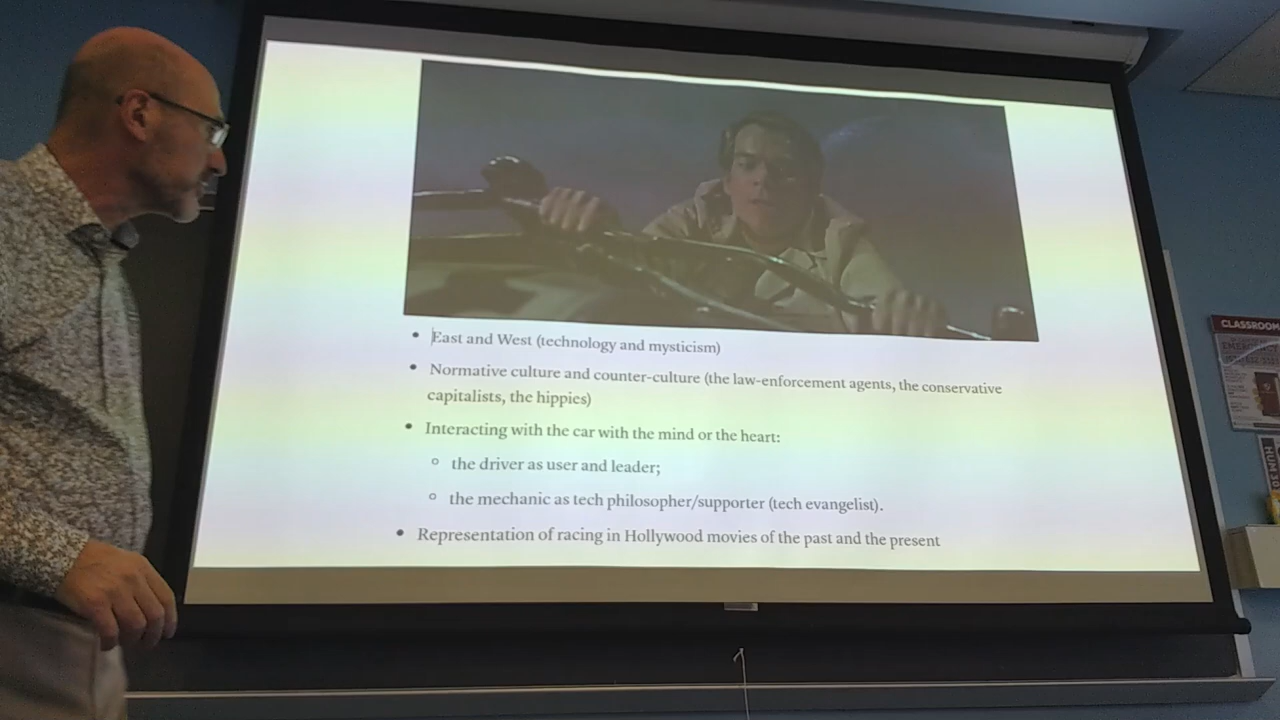 East and West (technology and mysticism)
Normative culture and counter-culture (the law-enforcement agents, the conservative
capitalists, the hippies)
Interacting with the car with the mind or the heart:
the driver as user and leader;
the mechanic as tech philosopher/supporter (tech evangelist).
Representation of racing in Hollywood movies of the past and the present
CLASSROOM